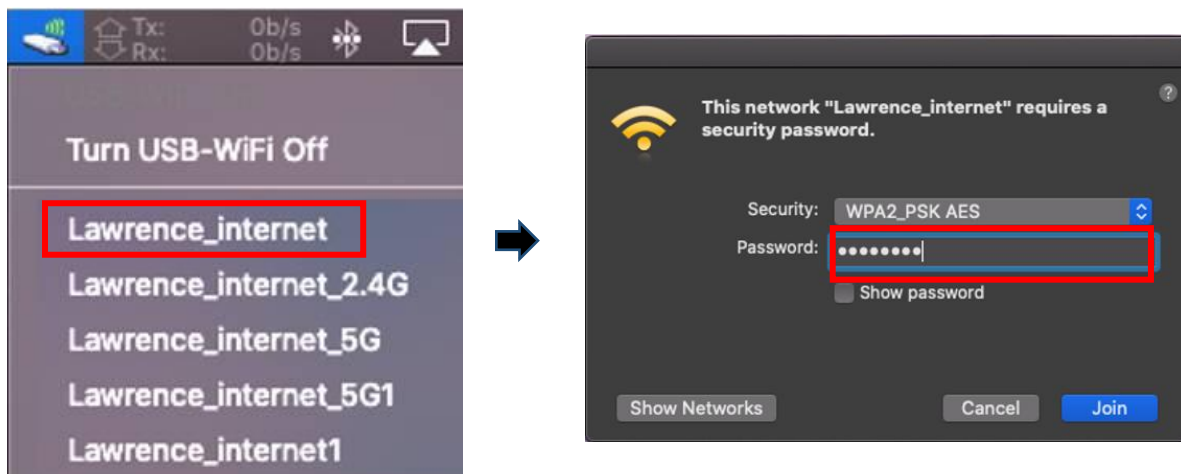 Tx: 0b/s
Rx: 0b/s
Turn USB-WiFi Off
Lawrence_internet
Lawrence_internet_2.4G
Lawrence_internet_5G
Lawrence_internet_5G1
Lawrence_internet1
?
This network "Lawrence_internet" requires a
security password.
Security: WPA2_PSK AES
Password: ••••••••
Show password
Show Networks Cancel Join